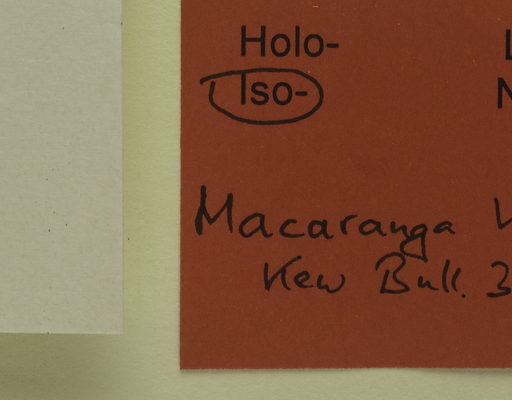 Holo-
Iso-
Macaranga
Kew Bull. 3